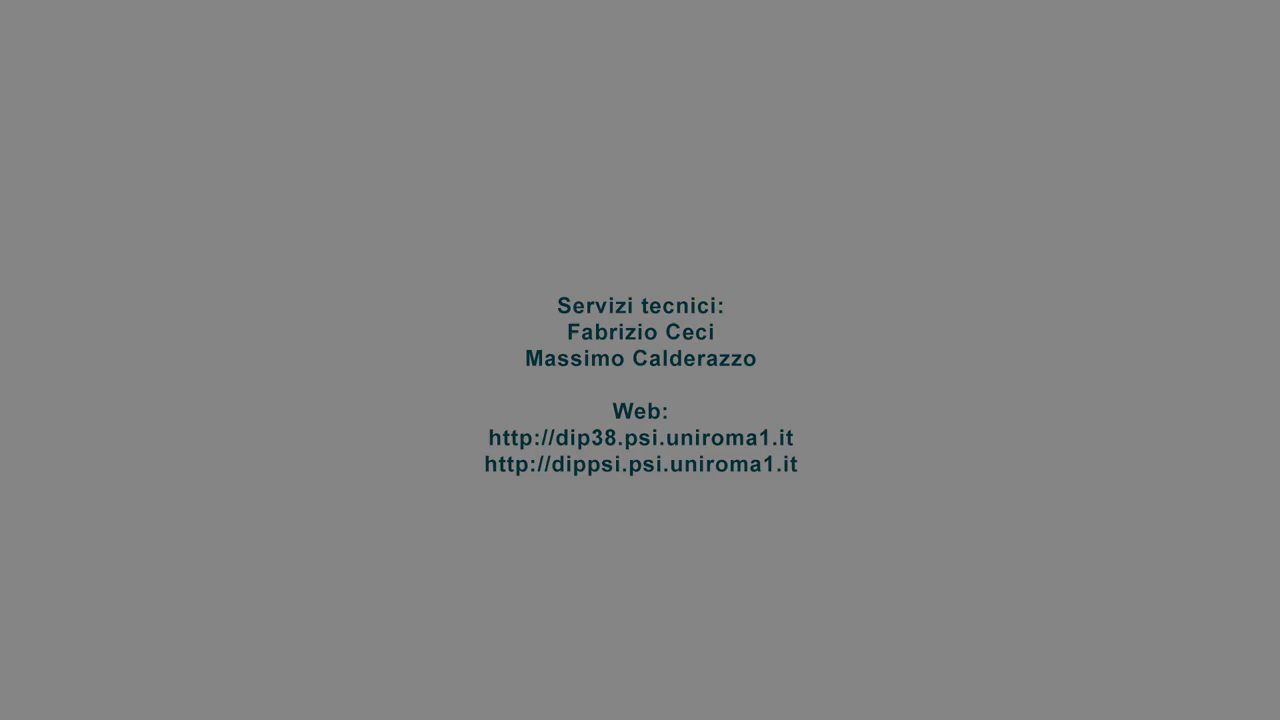 Servizi tecnici:
Fabrizio Ceci
Massimo Calderazzo
Web:
http://dip38.psi.uniroma1.it
http://dippsi.psi.uniroma1.it